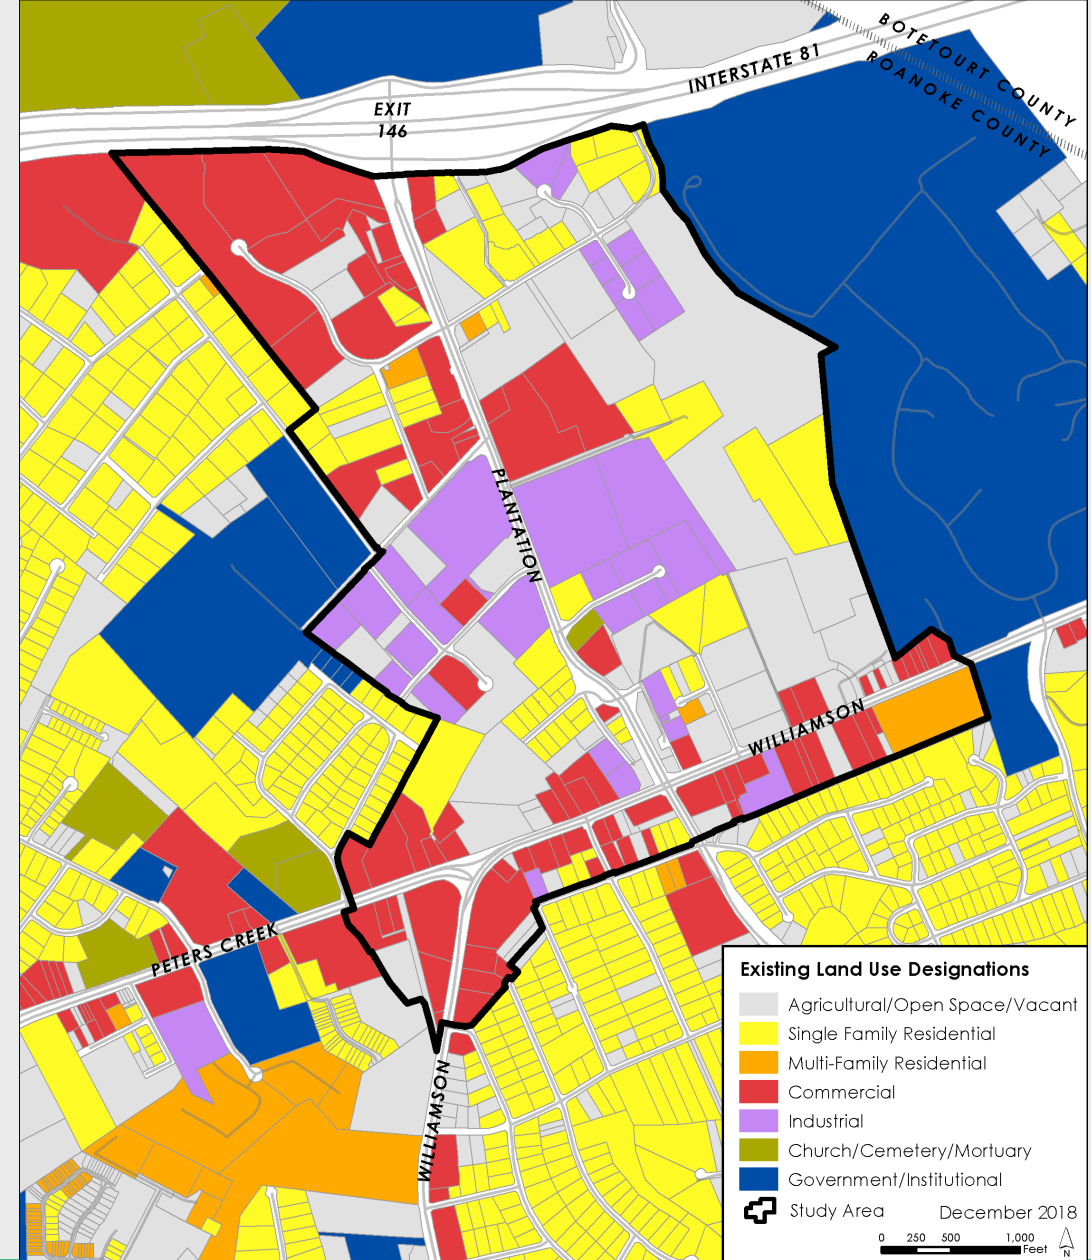 BOTETOURT COUNTY
ROANOKE COUNTY
INTERSTATE 81
EXIT
146
PLANTATION
WILLIAMSON
PETERS CREEK
WILLIAMSON
Existing Land Use Designations
Agricultural/Open Space/Vacant
Single Family Residential
Multi-Family Residential
Commercial
Industrial
Church/Cemetery/Mortuary
Government/Institutional
Study Area
December 2018
0 250 500 1,000
Feet
N